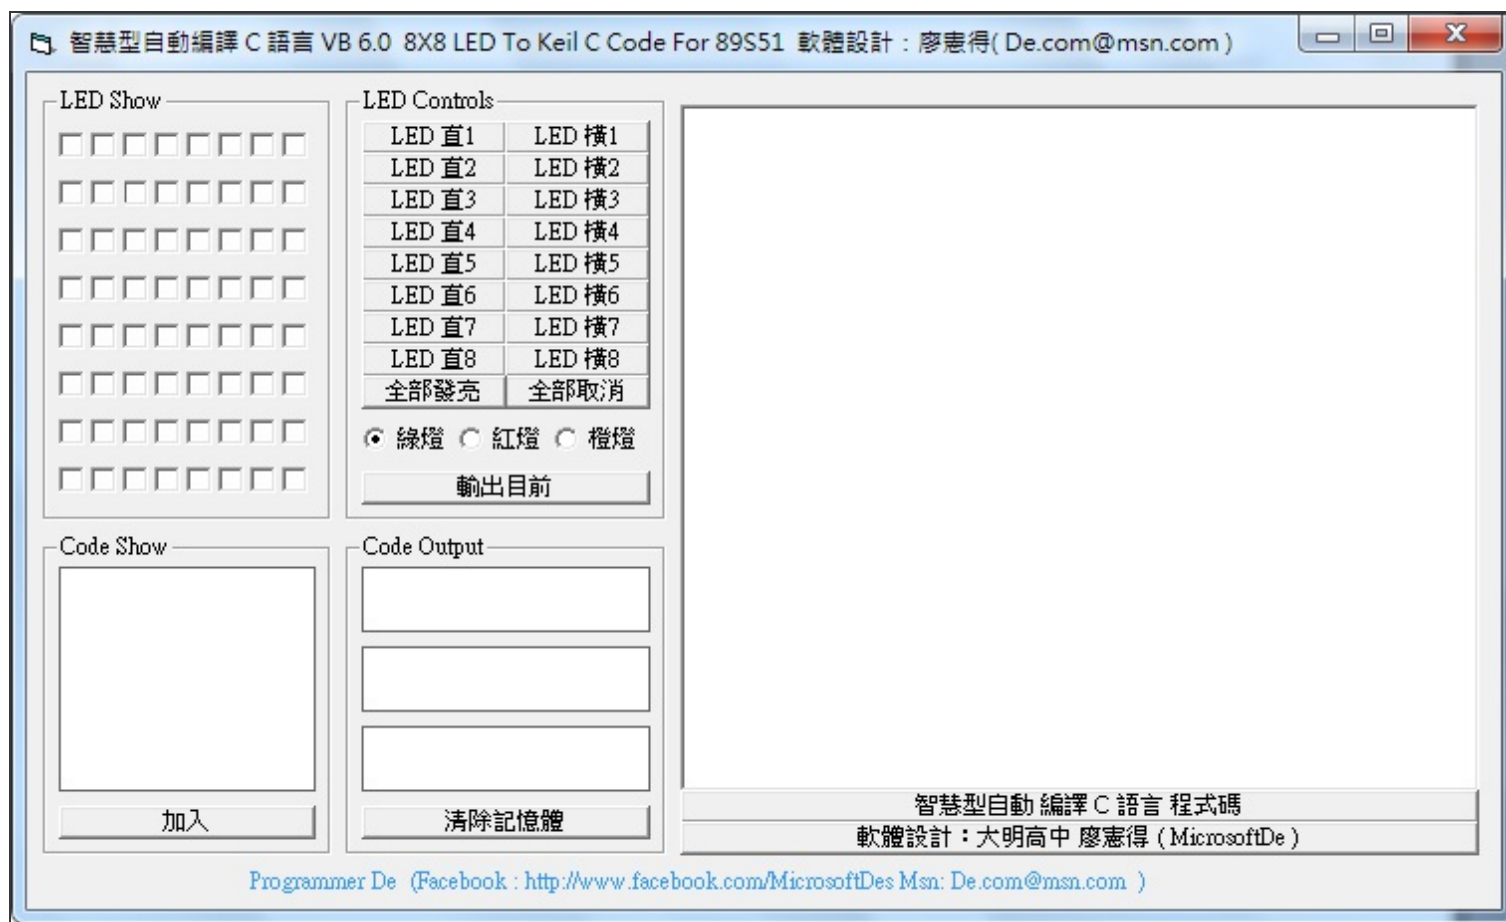 智慧型自動編譯 C 語言 VB 6.0  8X8 LED To Keil C Code For 89S51  軟體設計：廖憲得( De.com@msn.com )
LED Show
LED Controls
LED 直1
LED 橫1
LED 直2
LED 橫2
LED 直3
LED 橫3
LED 直4
LED 橫4
LED 直5
LED 橫5
LED 直6
LED 橫6
LED 直7
LED 橫7
LED 直8
LED 橫8
全部發亮
全部取消
綠燈
紅燈
橙燈
輸出目前
Code Show
Code Output
加入
清除記憶體
智慧型自動 編譯 C 語言 程式碼
軟體設計：大明高中 廖憲得 ( MicrosoftDe )
Programmer De  (Facebook : http://www.facebook.com/MicrosoftDes Msn: De.com@msn.com  )